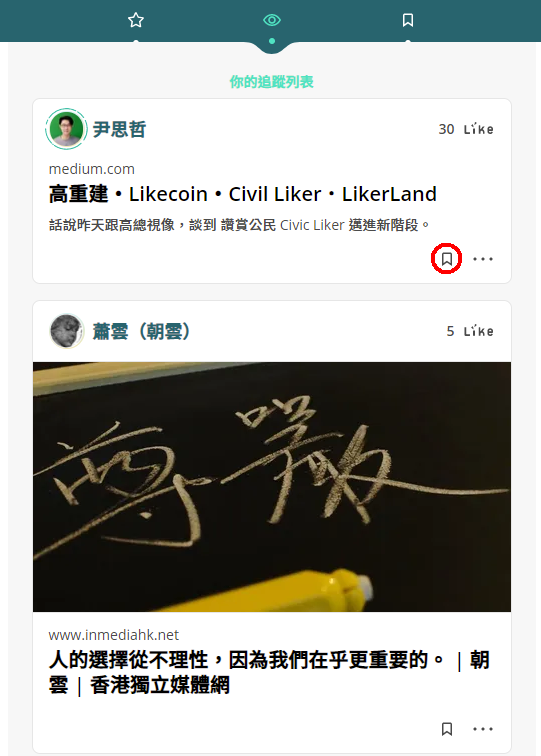 你的追蹤列表
尹思哲
30 Like
medium.com
高重建・Likecoin・Civil Liker・LikerLand
話說昨天跟高總視像，談到 讚賞公民 Civic Liker 邁進新階段。
蕭雲（朝雲）
5 Like
www.inmediahk.net
人的選擇從不理性，因為我們在乎更重要的。 | 朝
雲 | 香港獨立媒體網